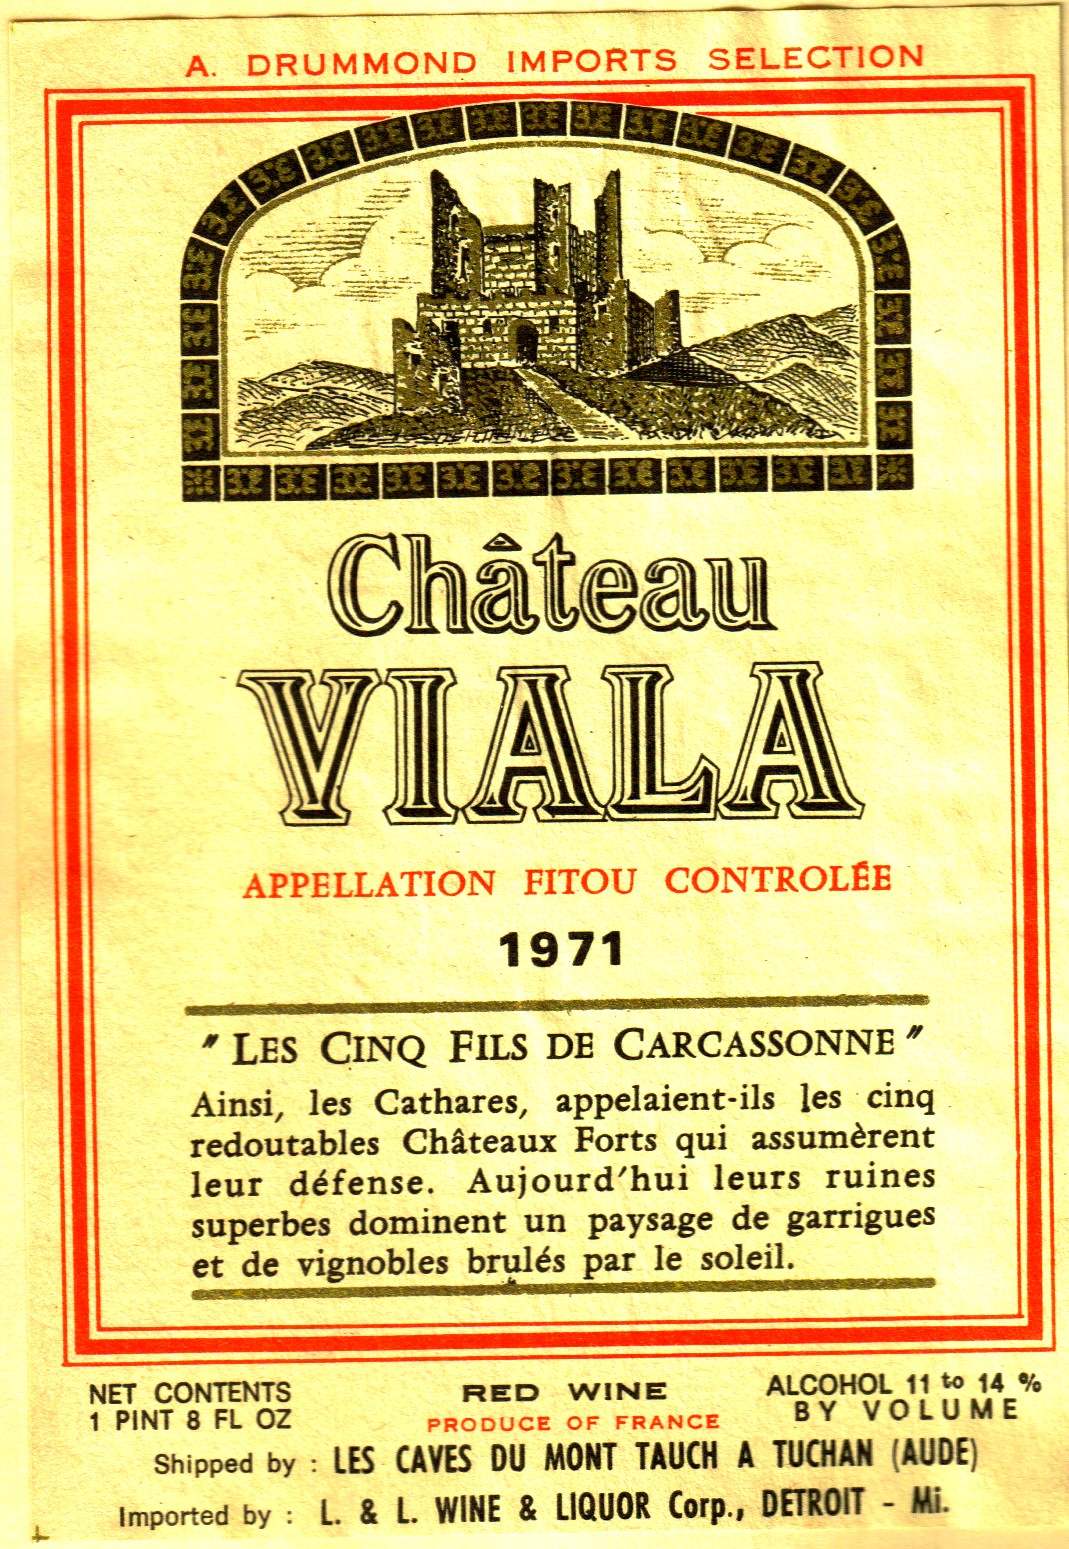 A. DRUMMOND IMPORTS SELECTION
Château
VIALA
APPELLATION FITOU CONTROLÉE
1971
"LES CINQ FILS DE CARCASSONNE"
Ainsi, les Cathares, appelaient-ils les cinq
redoutables Châteaux Forts qui assumèrent
leur défense. Aujourd'hui leurs ruines
superbes dominent un paysage de garrigues
et de vignobles brulés par le soleil.
NET CONTENTS
1 PINT 8 FL OZ
RED WINE
PRODUCE OF FRANCE
ALCOHOL 11 to 14 %
BY VOLUME
Shipped by : LES CAVES DU MONT TAUCH A TUCHAN (AUDE)
Imported by : L. & L. WINE & LIQUOR Corp., DETROIT - Mi.